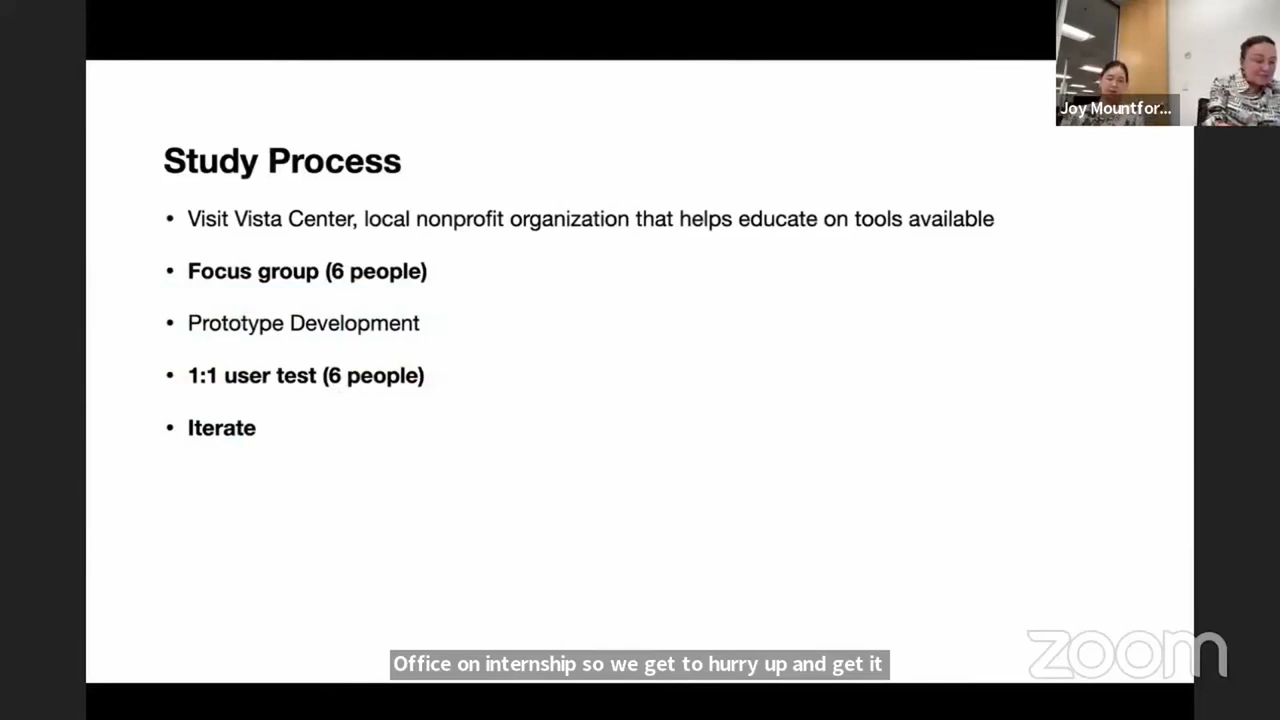 Joy Mountfor...
Study Process
• Visit Vista Center, local nonprofit organization that helps educate on tools available
• Focus group (6 people)
• Prototype Development
• 1:1 user test (6 people)
• Iterate
Office on internship so we get to hurry up and get it
zoom